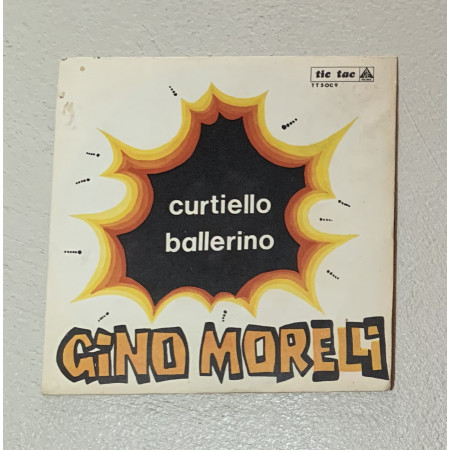 tic tac
TT5009
curtiello
ballerino
GiNO MORELLi